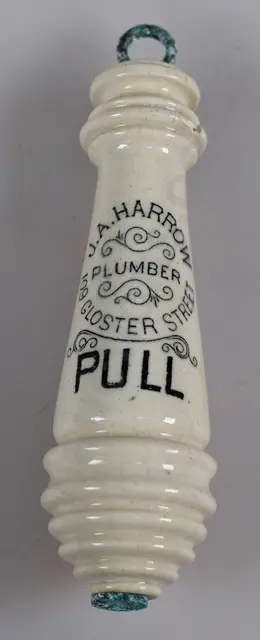 J.A.HARROW
PLUMBER
109 GLOSTER STREET
PULL